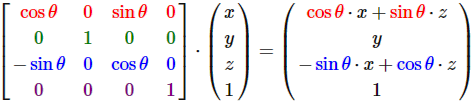 [ cos θ 0 sin θ 0 ] ( x ) ( cos θ · x + sin θ · z )
[ 0 1 0 0 ] · ( y ) = ( y )
[ − sin θ 0 cos θ 0 ] ( z ) ( − sin θ · x + cos θ · z )
[ 0 0 0 1 ] ( 1 ) ( 1 )